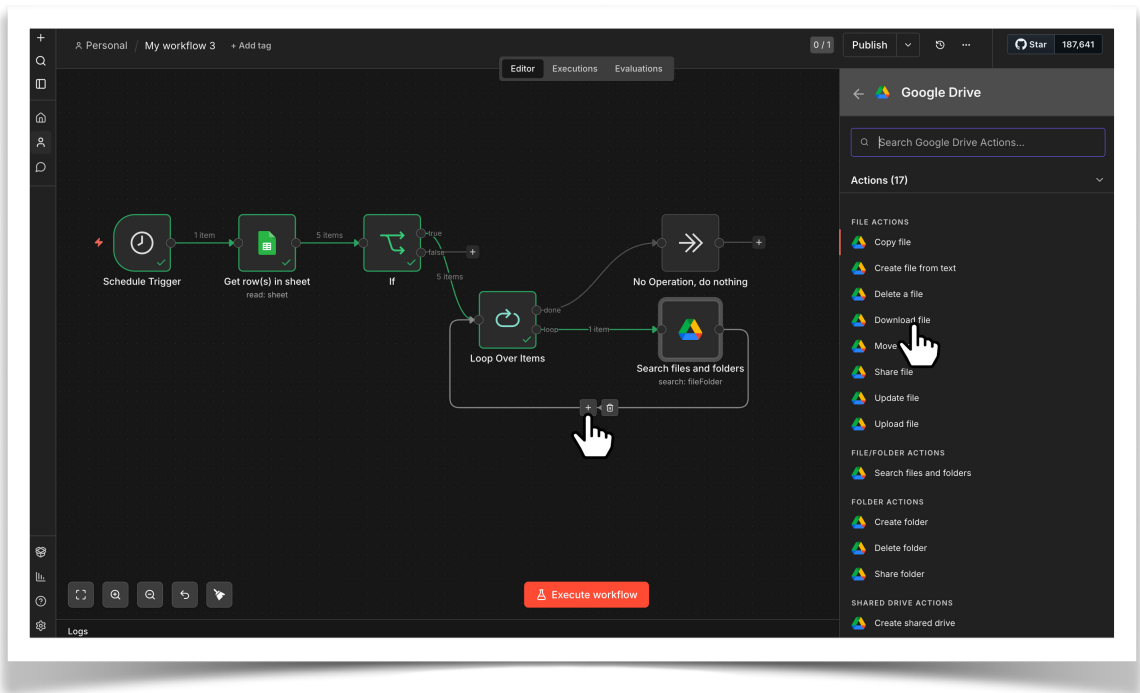 Personal / My workflow 3 + Add tag
0 / 1 Publish
Star 187,641
Editor Executions Evaluations
Google Drive
Search Google Drive Actions...
Actions (17)
FILE ACTIONS
Copy file
Create file from text
Delete a file
Download file
Move
Share file
Update file
Upload file
FILE/FOLDER ACTIONS
Search files and folders
FOLDER ACTIONS
Create folder
Delete folder
Share folder
SHARED DRIVE ACTIONS
Create shared drive
1 item
5 items
true
false
Schedule Trigger
Get row(s) in sheet
read: sheet
If
5 items
No Operation, do nothing
done
loop
1 item
Loop Over Items
Search files and folders
search: fileFolder
Execute workflow
Logs